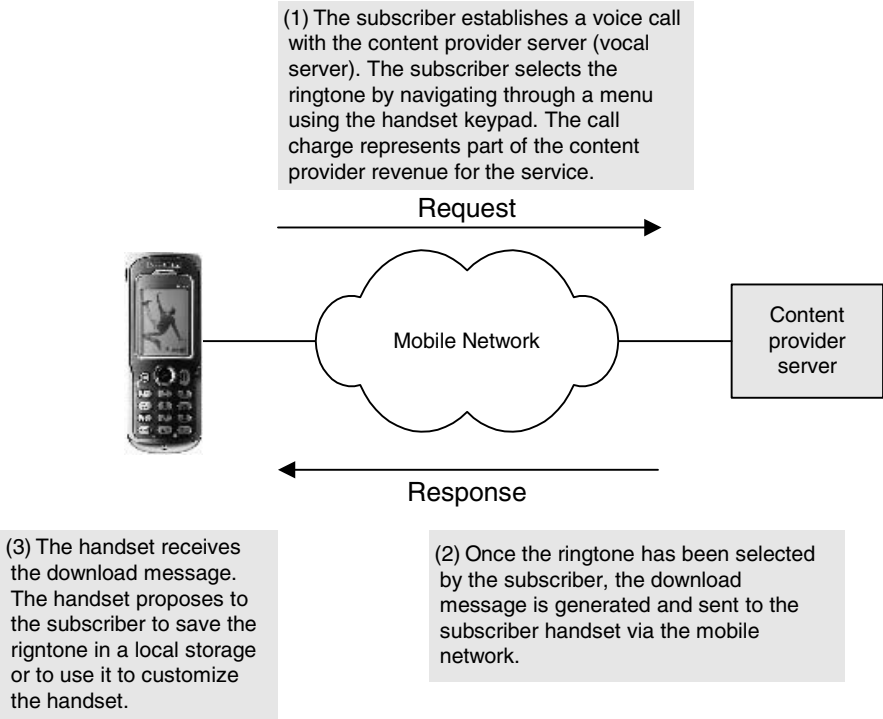 (1) The subscriber establishes a voice call
with the content provider server (vocal
server). The subscriber selects the
ringtone by navigating through a menu
using the handset keypad. The call
charge represents part of the content
provider revenue for the service.
Request
Mobile Network
Content
provider
server
Response
(3) The handset receives
the download message.
The handset proposes to
the subscriber to save the
rigntone in a local storage
or to use it to customize
the handset.
(2) Once the ringtone has been selected
by the subscriber, the download
message is generated and sent to the
subscriber handset via the mobile
network.